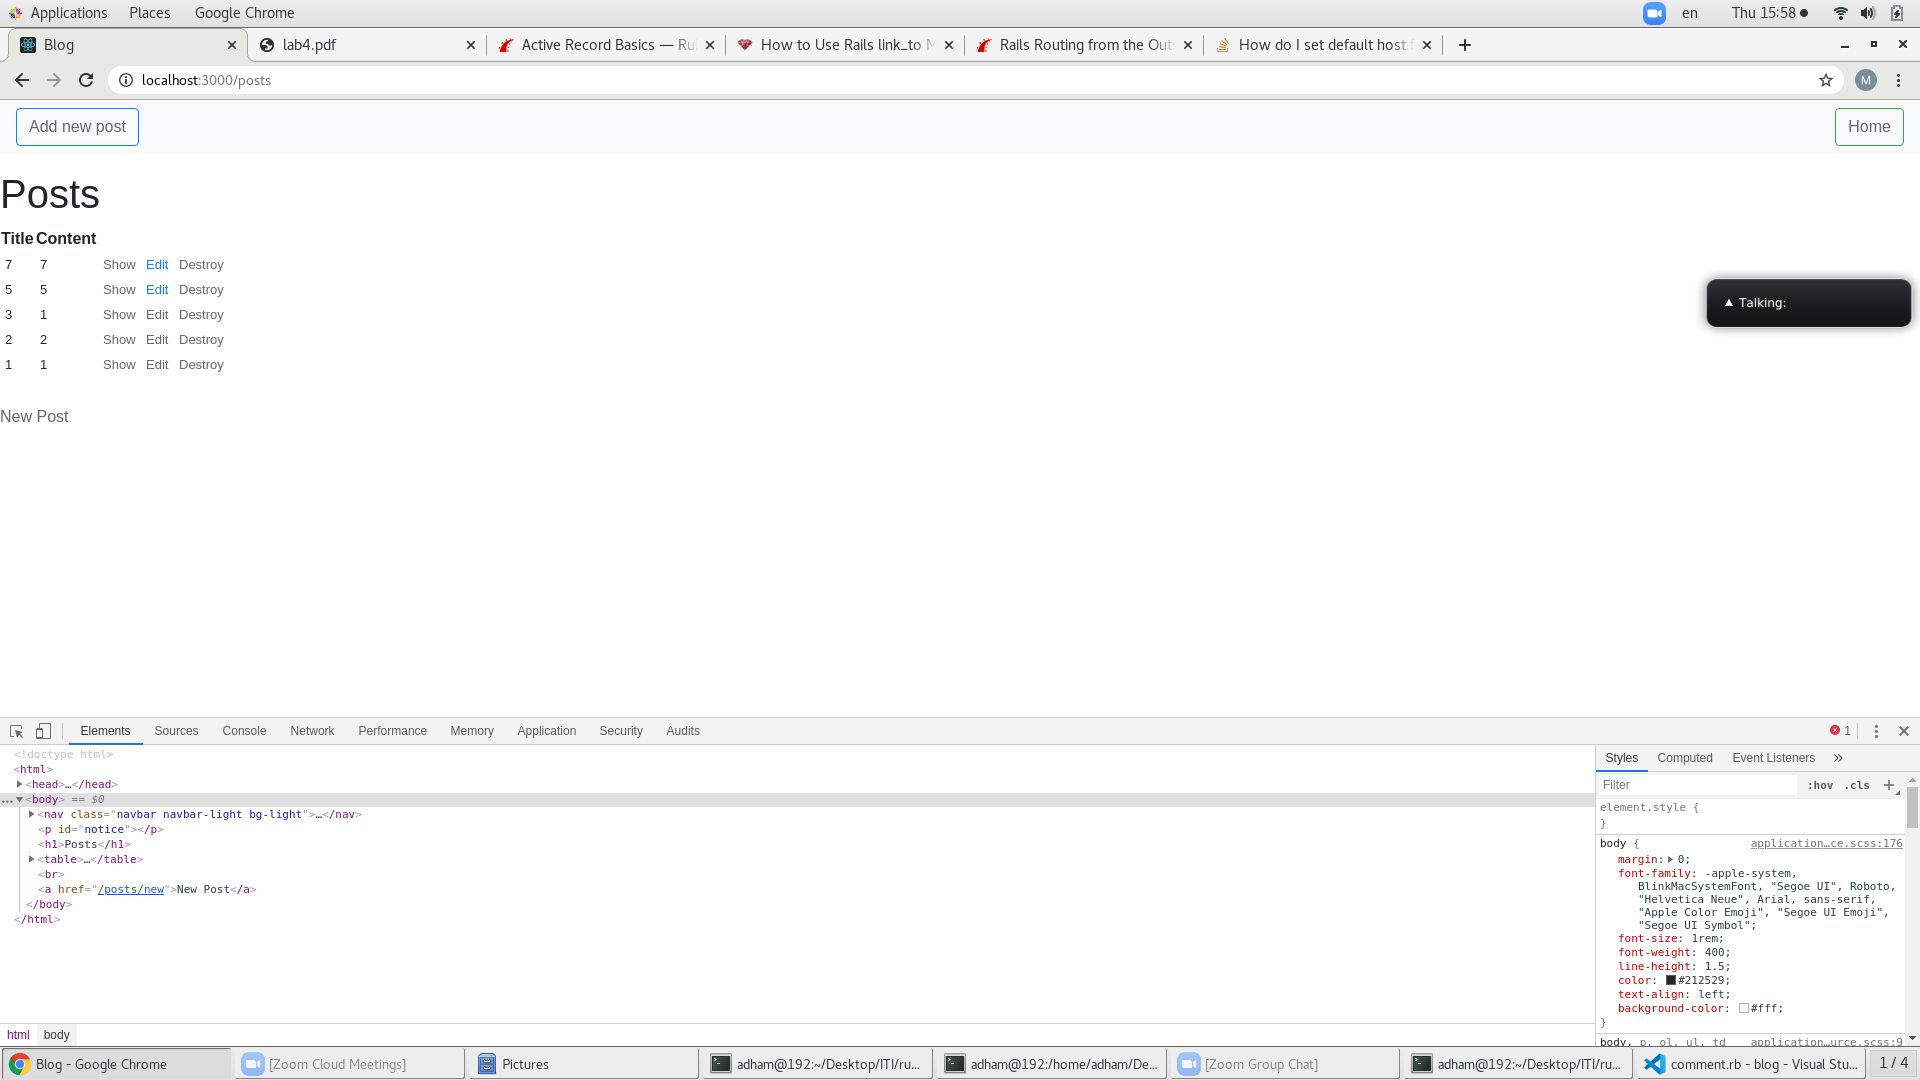 Applications Places Google Chrome en Thu 15:58
Blog lab4.pdf Active Record Basics — Ru How to Use Rails link_to Rails Routing from the Out How do I set default host
localhost:3000/posts M
Add new post Home
Posts
Title Content
7 7 Show Edit Destroy
5 5 Show Edit Destroy
Talking:
3 1 Show Edit Destroy
2 2 Show Edit Destroy
1 1 Show Edit Destroy
New Post
Elements Sources Console Network Performance Memory Application Security Audits 1
<!doctype html>
<html>
<head>…</head>
<body> == $0
<nav class="navbar navbar-light bg-light">…</nav>
<p id="notice"></p>
<h1>Posts</h1>
<table>…</table>
<br>
<a href="/posts/new">New Post</a>
</body>
</html>
html body
Styles Computed Event Listeners »
Filter :hov .cls +
element.style {
}
body { application…ce.scss:176
margin: 0;
font-family: -apple-system,
BlinkMacSystemFont, "Segoe UI", Roboto,
"Helvetica Neue", Arial, sans-serif,
"Apple Color Emoji", "Segoe UI Emoji",
"Segoe UI Symbol";
font-size: 1rem;
font-weight: 400;
line-height: 1.5;
color: #212529;
text-align: left;
background-color: #fff;
}
body, p, ol, ul, td application…urce.scss:9
Blog - Google Chrome [Zoom Cloud Meetings] Pictures adham@192:~/Desktop/ITI/ru... adham@192:/home/adham/De... [Zoom Group Chat] adham@192:~/Desktop/ITI/ru... comment.rb - blog - Visual Stu... 1 / 4